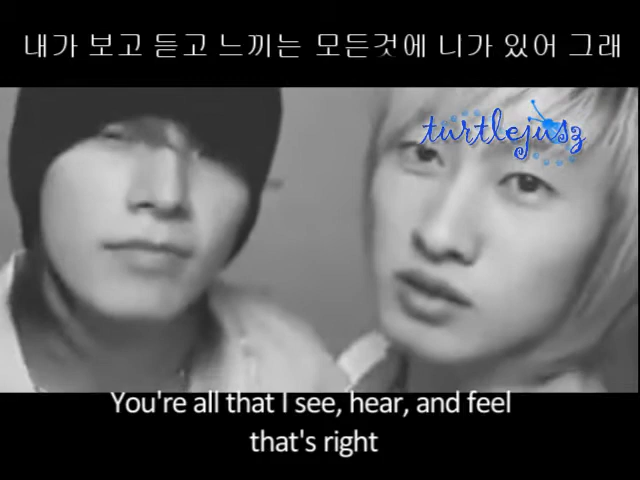 내가 보고 듣고 느끼는 모든것에 니가 있어 그래
turtlejusz
You're all that I see, hear, and feel
that's right